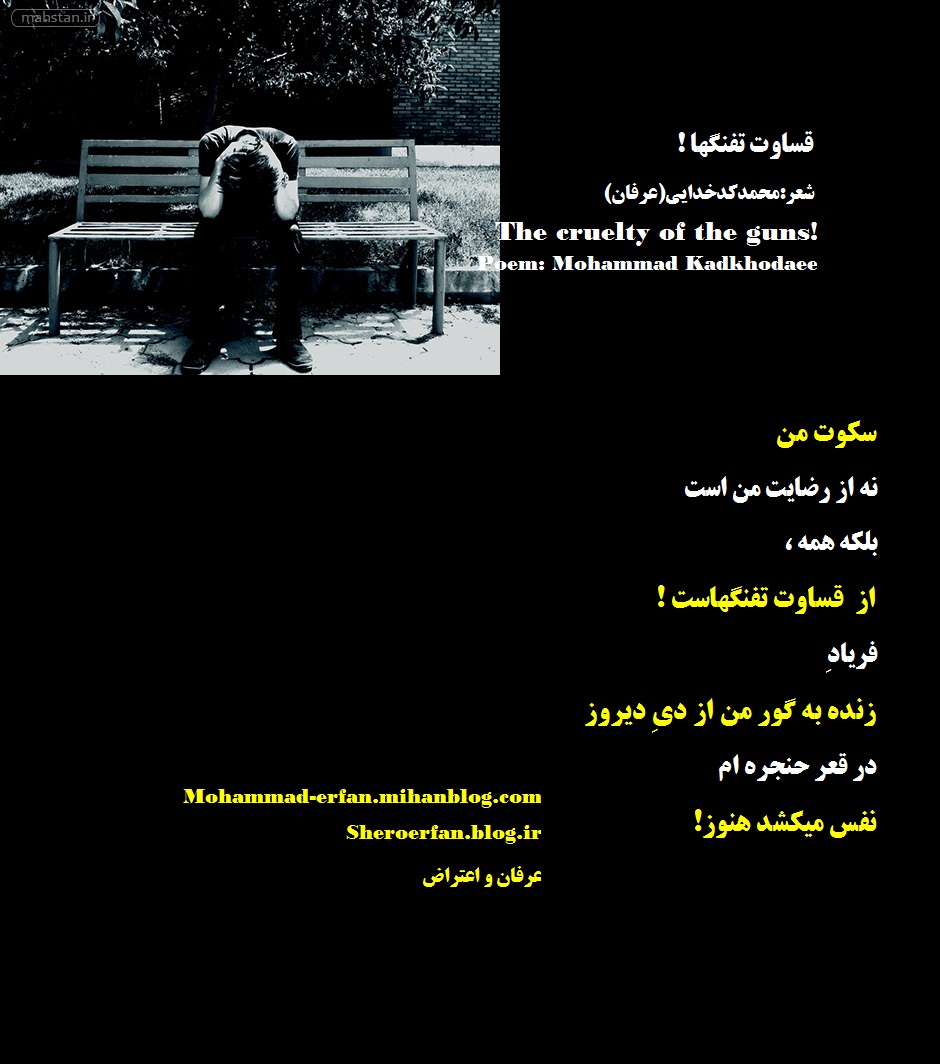 mahstan.ir
قساوت تفنگها !
شعر:محمدکدخدایی(عرفان)
The cruelty of the guns!
Poem: Mohammad Kadkhodaee
سکوت من
نه از رضایت من است
بلکه همه ،
از قساوت تفنگهاست !
فریادِ
زنده به گور من از دیِ دیروز
در قعر حنجره ام
نفس میکشد هنوز!
Mohammad-erfan.mihanblog.com
Sheroerfan.blog.ir
عرفان و اعتراض